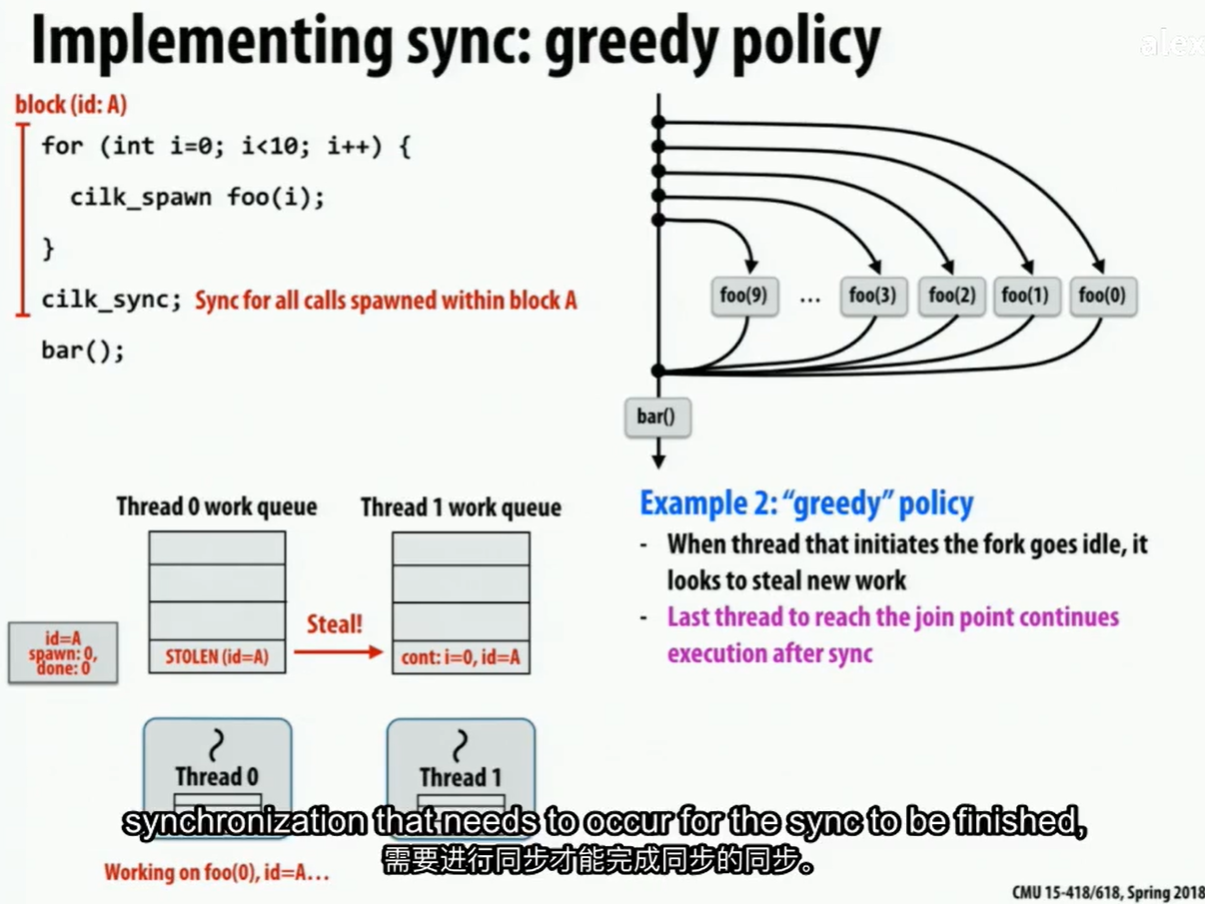 Implementing sync: greedy policy
alex
block (id: A)
for (int i=0; i<10; i++) {
cilk_spawn foo(i);
}
cilk_sync; Sync for all calls spawned within block A
bar();
foo(9) ... foo(3) foo(2) foo(1) foo(0)
bar()
Thread 0 work queue
Thread 1 work queue
Steal!
id=A
spawn: 0,
done: 0
STOLEN (id=A)
cont: i=0, id=A
Thread 0
Thread 1
Working on foo(0), id=A...
Example 2: “greedy” policy
- When thread that initiates the fork goes idle, it
looks to steal new work
- Last thread to reach the join point continues
execution after sync
synchronization that needs to occur for the sync to be finished,
需要进行同步才能完成同步的同步。
CMU 15-418/618, Spring 2018